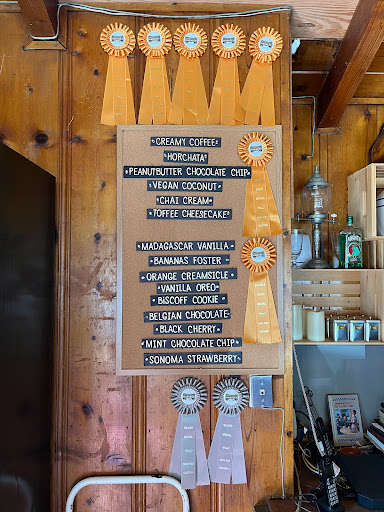 CREAMY COFFEE
HORCHATA
PEANUTBUTTER CHOCOLATE CHIP
VEGAN COCONUT
CHAI CREAM
TOFFEE CHEESECAKE
MADAGASCAR VANILLA
BANANAS FOSTER
ORANGE CREAMSICLE
VANILLA OREO
BISCOFF COOKIE
BELGIAN CHOCOLATE
BLACK CHERRY
MINT CHOCOLATE CHIP
SONOMA STRAWBERRY